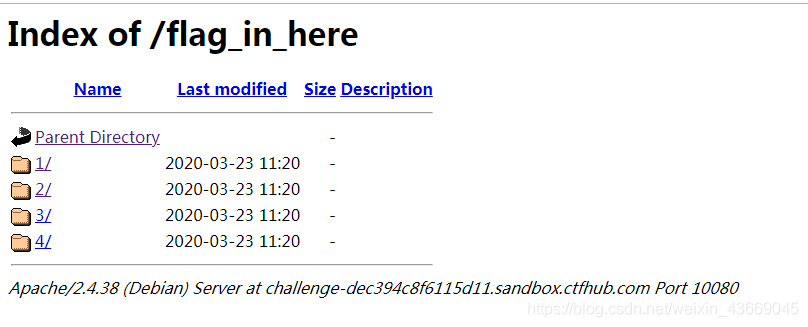 Index of /flag_in_here
Name Last modified Size Description
Parent Directory -
1/ 2020-03-23 11:20 -
2/ 2020-03-23 11:20 -
3/ 2020-03-23 11:20 -
4/ 2020-03-23 11:20 -
Apache/2.4.38 (Debian) Server at challenge-dec394c8f6115d11.sandbox.ctfhub.com Port 10080
https://blog.csdn.net/weixin_43669045